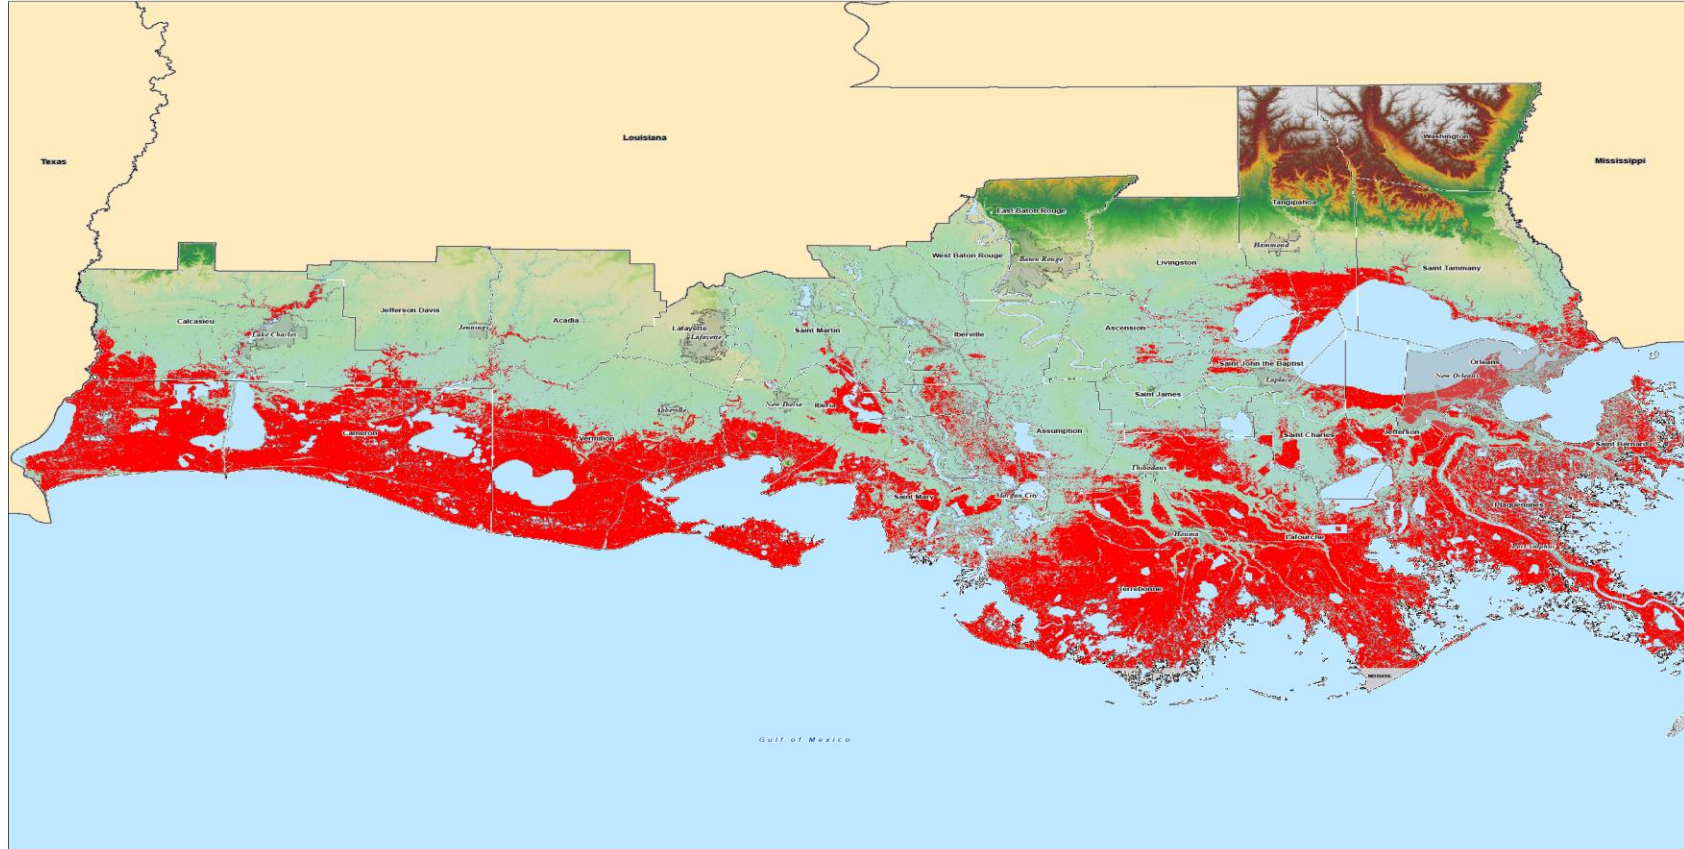 Louisiana
Texas
Washington
Mississippi
Tangipahoa
East Baton Rouge
Hammond
West Baton Rouge
Baton Rouge
Livingston
Saint Tammany
Calcasieu
Jefferson Davis
Acadia
Lake Charles
Jennings
Lafayette
Lafayette
Saint Martin
Iberville
Ascension
Saint John the Baptist
Orleans
Laplace
New Orleans
Saint James
New Iberia
Iberia
Abbeville
Cameron
Vermilion
Assumption
Saint Charles
Jefferson
Saint Bernard
Thibodaux
Saint Mary
Morgan City
Plaquemines
Houma
Lafourche
Port Sulphur
Terrebonne
Gulf of Mexico